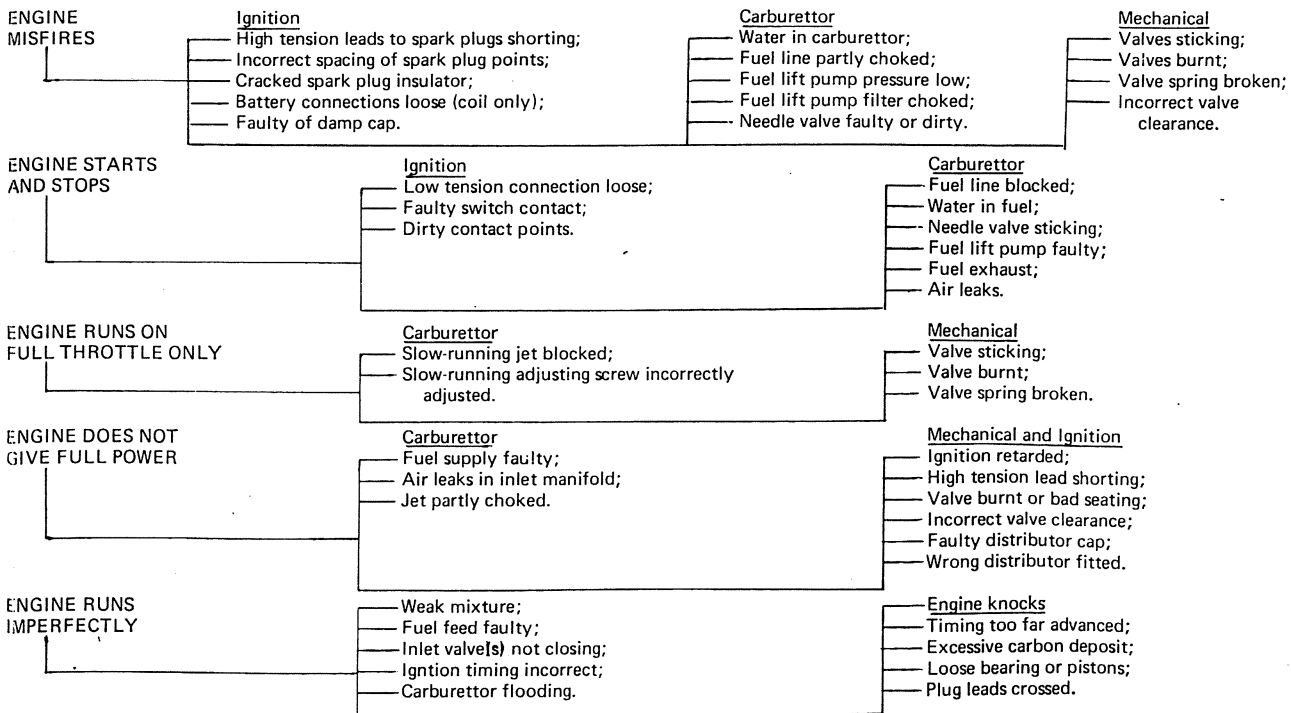 ENGINE
MISFIRES
Ignition
High tension leads to spark plugs shorting;
Incorrect spacing of spark plug points;
Cracked spark plug insulator;
Battery connections loose (coil only);
Faulty of damp cap.
Carburettor
Water in carburettor;
Fuel line partly choked;
Fuel lift pump pressure low;
Fuel lift pump filter choked;
Needle valve faulty or dirty.
Mechanical
Valves sticking;
Valves burnt;
Valve spring broken;
Incorrect valve
clearance.
ENGINE STARTS
AND STOPS
Ignition
Low tension connection loose;
Faulty switch contact;
Dirty contact points.
Carburettor
Fuel line blocked;
Water in fuel;
Needle valve sticking;
Fuel lift pump faulty;
Fuel exhaust;
Air leaks.
ENGINE RUNS ON
FULL THROTTLE ONLY
Carburettor
Slow-running jet blocked;
Slow-running adjusting screw incorrectly
adjusted.
Mechanical
Valve sticking;
Valve burnt;
Valve spring broken.
ENGINE DOES NOT
GIVE FULL POWER
Carburettor
Fuel supply faulty;
Air leaks in inlet manifold;
Jet partly choked.
Mechanical and Ignition
Ignition retarded;
High tension lead shorting;
Valve burnt or bad seating;
Incorrect valve clearance;
Faulty distributor cap;
Wrong distributor fitted.
ENGINE RUNS
IMPERFECTLY
Weak mixture;
Fuel feed faulty;
Inlet valve(s) not closing;
Igntion timing incorrect;
Carburettor flooding.
Engine knocks
Timing too far advanced;
Excessive carbon deposit;
Loose bearing or pistons;
Plug leads crossed.